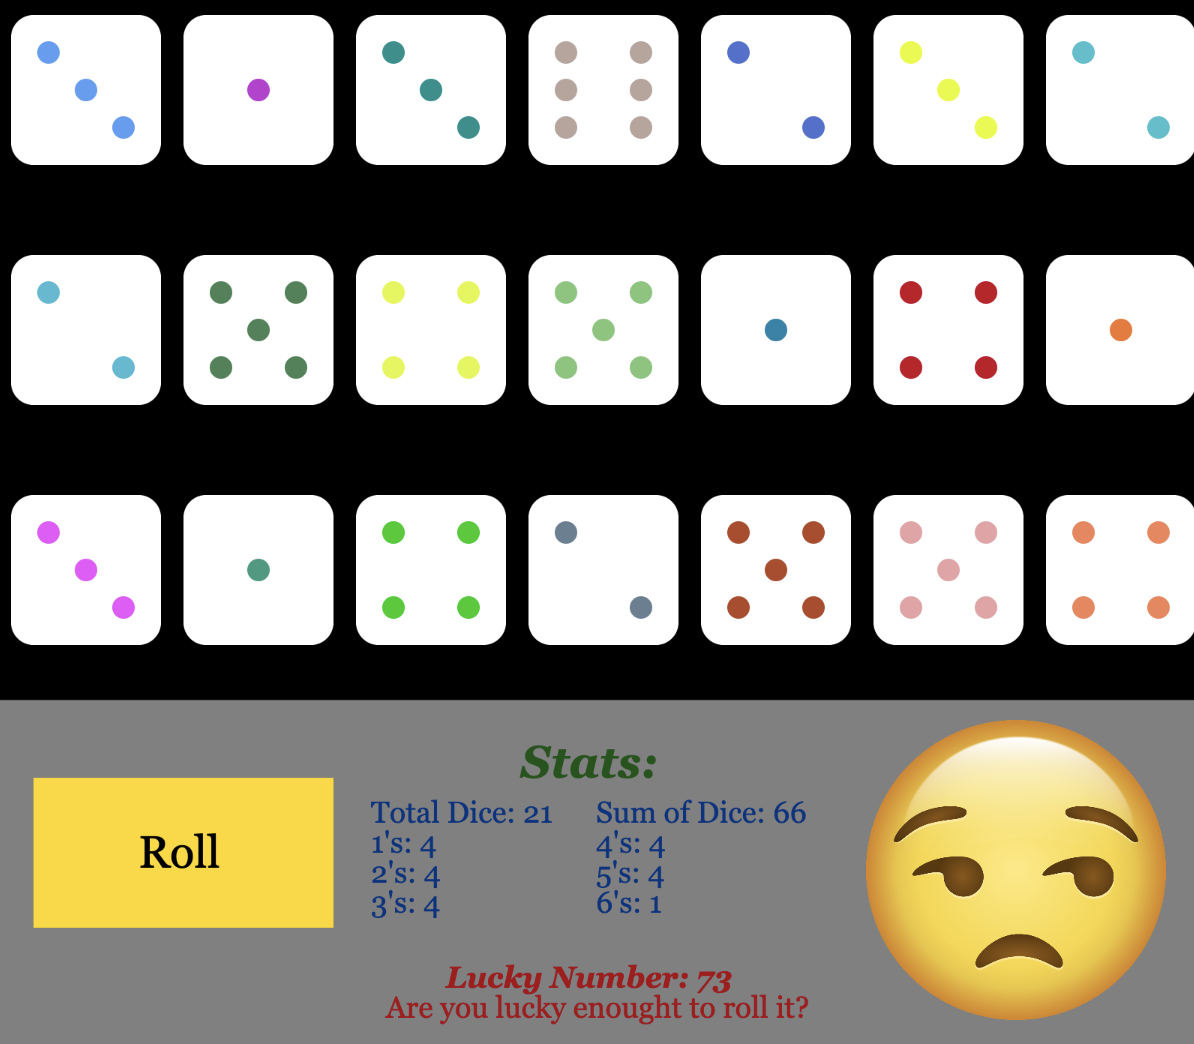 Stats:
Roll
Total Dice: 21
Sum of Dice: 66
1's: 4
4's: 4
2's: 4
5's: 4
3's: 4
6's: 1
Lucky Number: 73
Are you lucky enought to roll it?